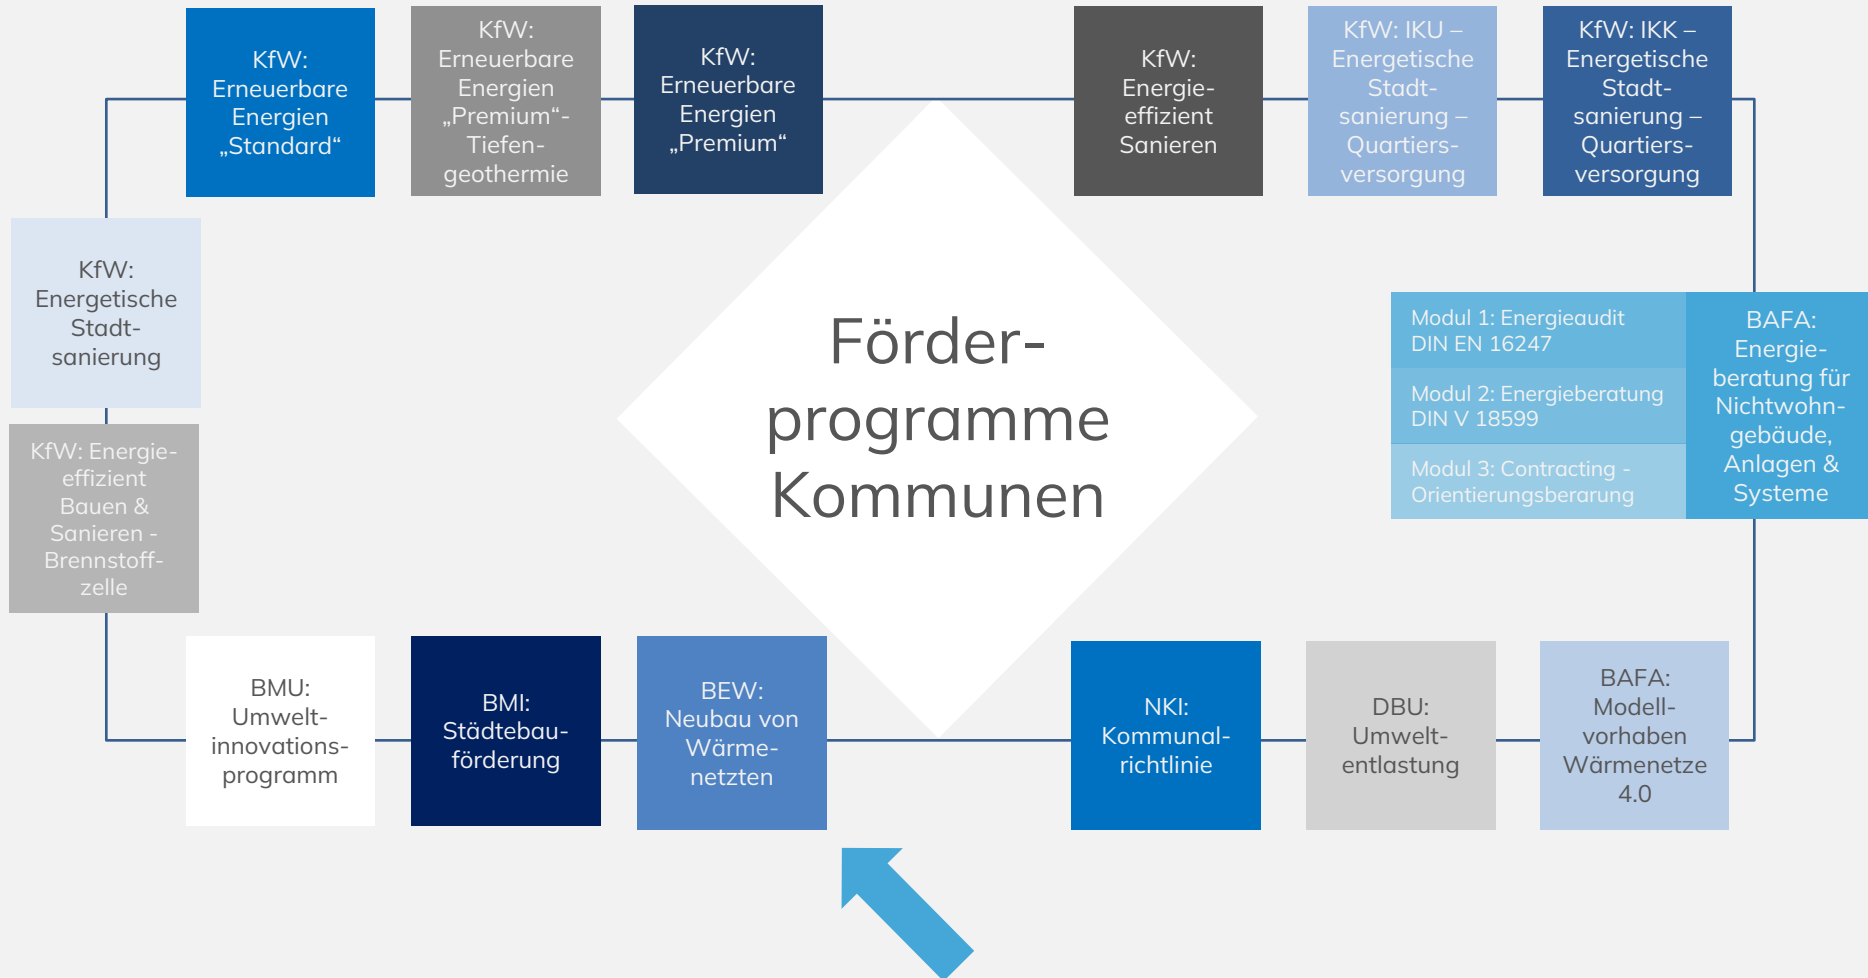 KfW:
Erneuerbare
Energien
„Standard“
KfW:
Erneuerbare
Energien
„Premium“-
Tiefen-
geothermie
KfW:
Erneuerbare
Energien
„Premium“
KfW:
Energie-
effizient
Sanieren
KfW: IKU –
Energetische
Stadt-
sanierung –
Quartiers-
versorgung
KfW: IKK –
Energetische
Stadt-
sanierung –
Quartiers-
versorgung
KfW:
Energetische
Stadt-
sanierung
KfW: Energie-
effizient
Bauen &
Sanieren -
Brennstoff-
zelle
Förder-
programme
Kommunen
Modul 1: Energieaudit
DIN EN 16247
Modul 2: Energieberatung
DIN V 18599
Modul 3: Contracting -
Orientierungsberarung
BAFA:
Energie-
beratung für
Nichtwohn-
gebäude,
Anlagen &
Systeme
BMU:
Umwelt-
innovations-
programm
BMI:
Städtebau-
förderung
BEW:
Neubau von
Wärme-
netzten
NKI:
Kommunal-
richtlinie
DBU:
Umwelt-
entlastung
BAFA:
Modell-
vorhaben
Wärmenetze
4.0